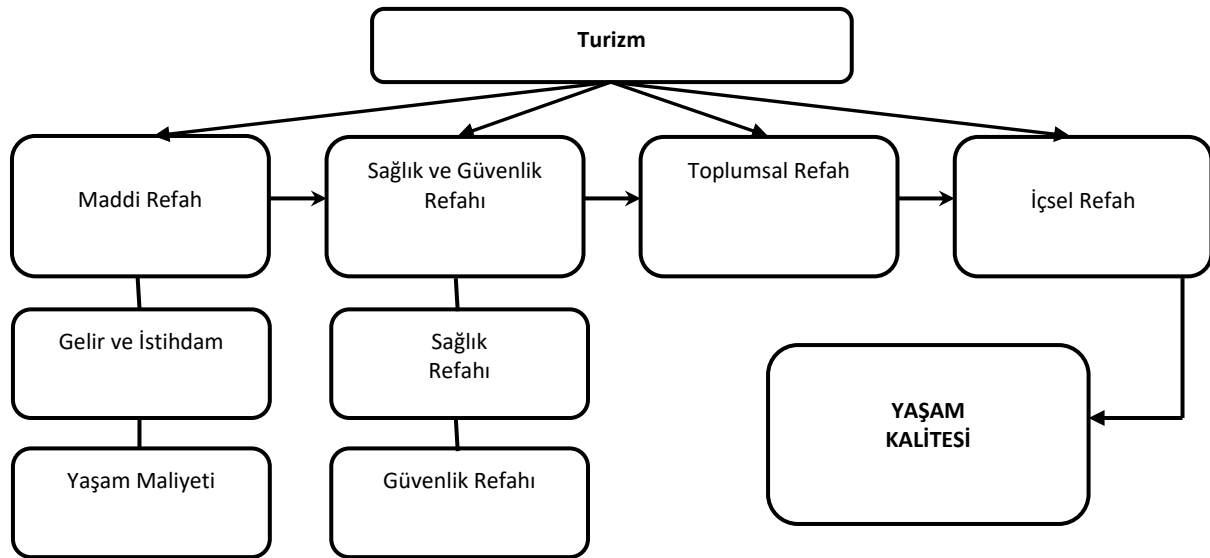 Turizm
Maddi Refah
Sağlık ve Güvenlik
Refahı
Toplumsal Refah
İçsel Refah
Gelir ve İstihdam
Sağlık
Refahı
YAŞAM
KALİTESİ
Yaşam Maliyeti
Güvenlik Refahı